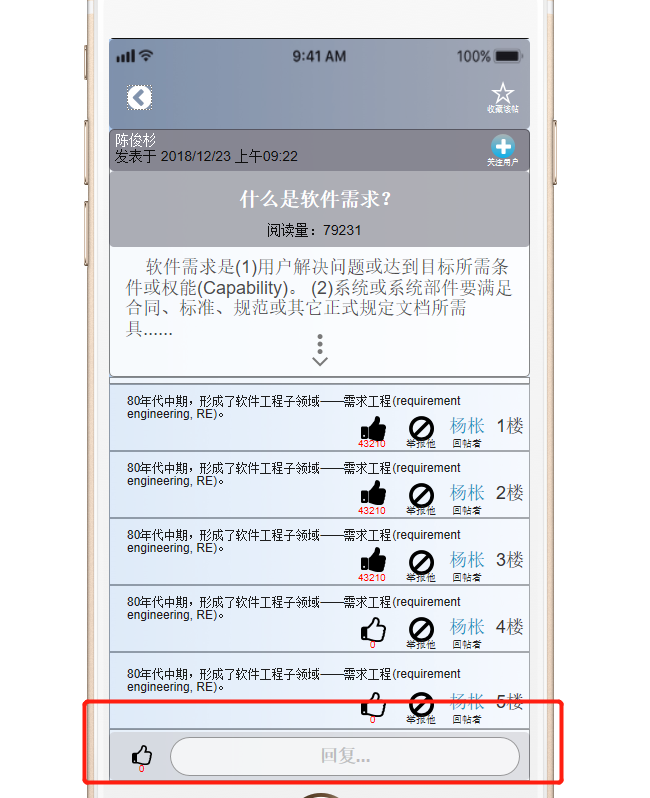 9:41 AM
100%
收藏该帖
陈俊杉
发表于 2018/12/23 上午09:22
关注用户
什么是软件需求？
阅读量：79231
软件需求是(1)用户解决问题或达到目标所需条
件或权能(Capability)。 (2)系统或系统部件要满足
合同、标准、规范或其它正式规定文档所需
具......
80年代中期，形成了软件工程子领域——需求工程(requirement
engineering, RE)。
43210 举报他 杨枨 回帖者 1楼
80年代中期，形成了软件工程子领域——需求工程(requirement
engineering, RE)。
43210 举报他 杨枨 回帖者 2楼
80年代中期，形成了软件工程子领域——需求工程(requirement
engineering, RE)。
43210 举报他 杨枨 回帖者 3楼
80年代中期，形成了软件工程子领域——需求工程(requirement
engineering, RE)。
0 举报他 杨枨 回帖者 4楼
80年代中期，形成了软件工程子领域——需求工程(requirement
engineering, RE)。
0 举报他 杨枨 回帖者 5楼
0 回复...